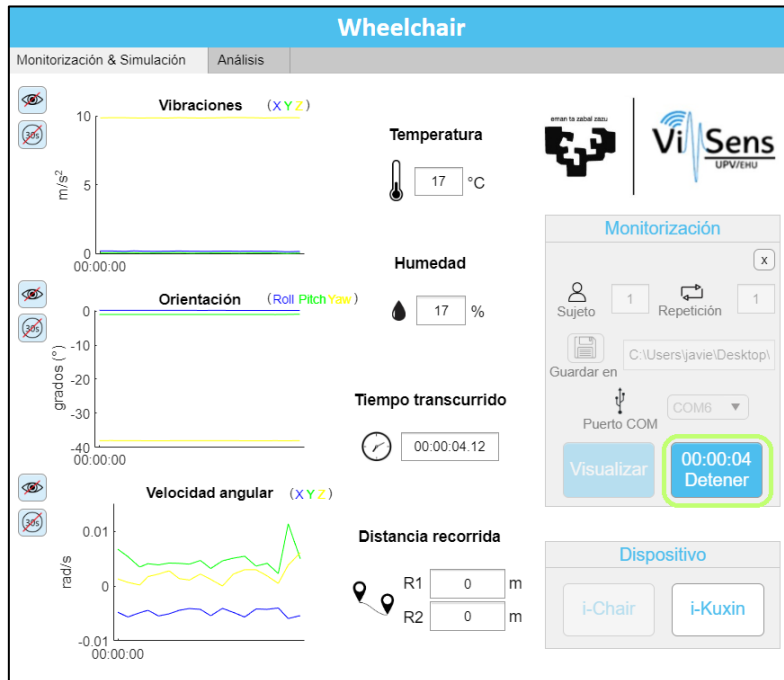 Wheelchair
Monitorización & Simulación
Análisis
Vibraciones (X Y Z)
30s
10
5
0
m/s²
00:00:00
Orientación (Roll Pitch Yaw)
30s
0
-10
-20
-30
-40
grados (°)
00:00:00
Velocidad angular (X Y Z)
30s
0.01
0
-0.01
rad/s
00:00:00
Temperatura
17 °C
Humedad
17 %
Tiempo transcurrido
00:00:04.12
Distancia recorrida
R1 0 m
R2 0 m
eman ta zabal zazu
ViSens
UPV/EHU
Monitorización
x
Sujeto 1 Repetición 1
Guardar en C:\Users\javie\Desktop\
Puerto COM COM6
Visualizar
00:00:04
Detener
Dispositivo
i-Chair
i-Kuxin